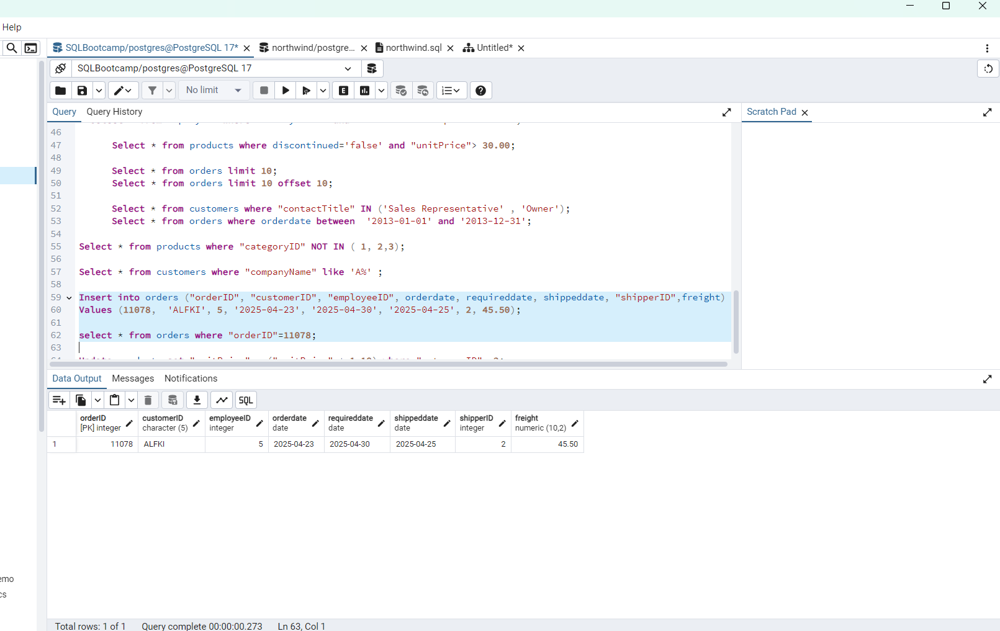 Help
SQLBootcamp/postgres@PostgreSQL 17* northwind/postgre... northwind.sql Untitled*
SQLBootcamp/postgres@PostgreSQL 17
No limit
Query Query History Scratch Pad
46
47 Select * from products where discontinued='false' and "unitPrice"> 30.00;
48
49 Select * from orders limit 10;
50 Select * from orders limit 10 offset 10;
51
52 Select * from customers where "contactTitle" IN ('Sales Representative' , 'Owner');
53 Select * from orders where orderdate between '2013-01-01' and '2013-12-31';
54
55 Select * from products where "categoryID" NOT IN ( 1, 2,3);
56
57 Select * from customers where "companyName" like 'A%' ;
58
59 Insert into orders ("orderID", "customerID", "employeeID", orderdate, requireddate, shippeddate, "shipperID",freight)
60 Values (11078, 'ALFKI', 5, '2025-04-23', '2025-04-30', '2025-04-25', 2, 45.50);
61
62 select * from orders where "orderID"=11078;
63
Data Output Messages Notifications
SQL
orderID customerID employeeID orderdate requireddate shippeddate shipperID freight
[PK] integer character (5) integer date date date integer numeric (10,2)
1 11078 ALFKI 5 2025-04-23 2025-04-30 2025-04-25 2 45.50
emo
cs
Total rows: 1 of 1 Query complete 00:00:00.273 Ln 63, Col 1